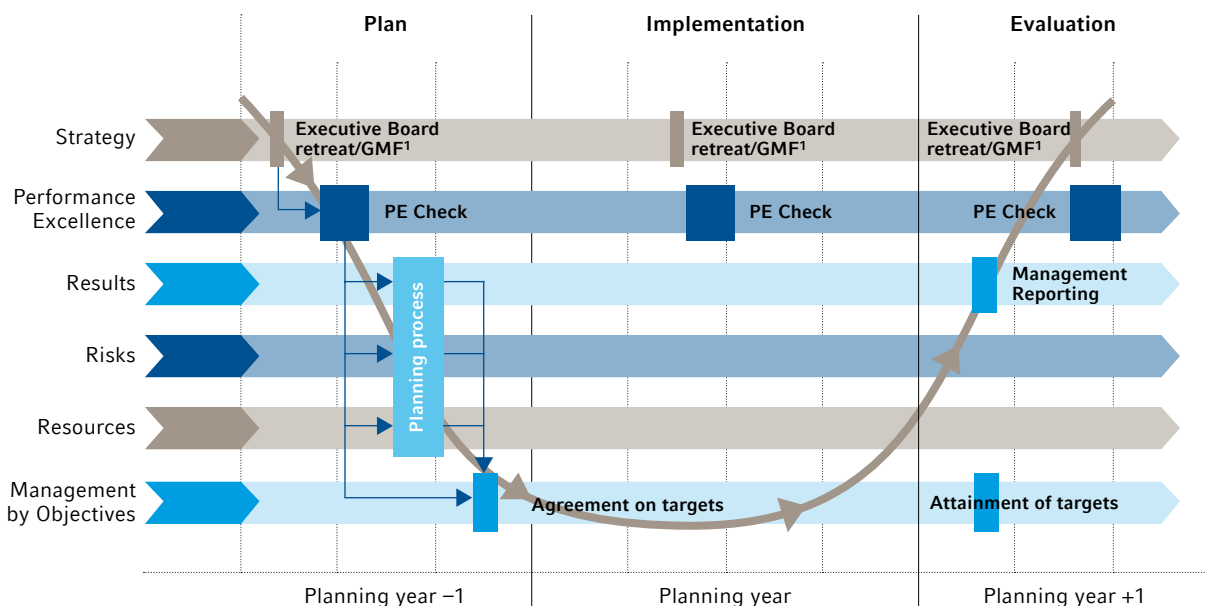 Plan
Implementation
Evaluation
Strategy
Executive Board
retreat/GMF¹
Executive Board
retreat/GMF¹
Executive Board
retreat/GMF¹
Performance
Excellence
PE Check
PE Check
PE Check
Results
Management
Reporting
Planning process
Risks
Resources
Management
by Objectives
Agreement on targets
Attainment of targets
Planning year –1
Planning year
Planning year +1